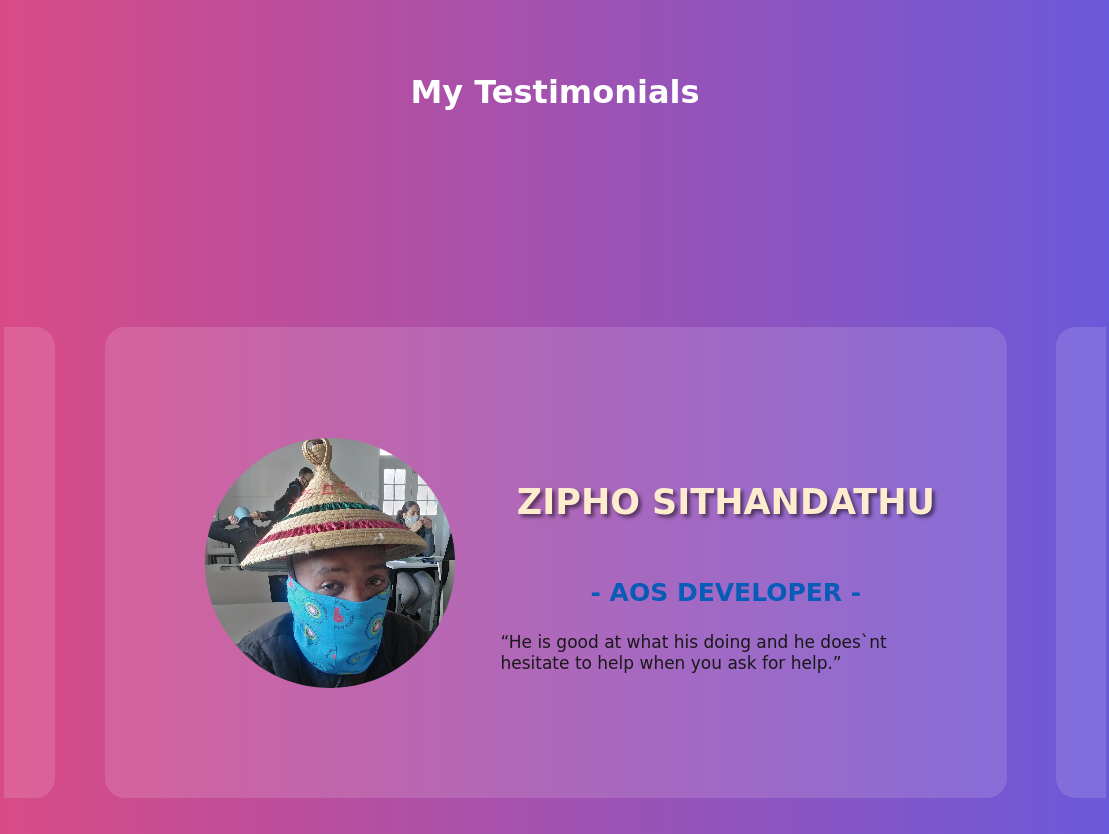 My Testimonials
ZIPHO SITHANDATHU
- AOS DEVELOPER -
“He is good at what his doing and he does`nt
hesitate to help when you ask for help.”